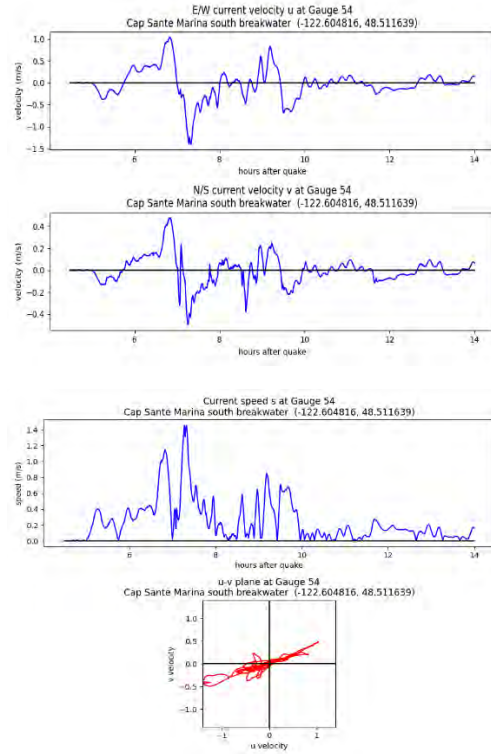 E/W current velocity u at Gauge 54
Cap Sante Marina south breakwater (-122.604816, 48.511639)
1.0
0.5
0.0
-0.5
-1.0
-1.5
velocity (m/s)
6 8 10 12 14
hours after quake
N/S current velocity v at Gauge 54
Cap Sante Marina south breakwater (-122.604816, 48.511639)
0.4
0.2
0.0
-0.2
-0.4
velocity (m/s)
6 8 10 12 14
hours after quake
Current speed s at Gauge 54
Cap Sante Marina south breakwater (-122.604816, 48.511639)
1.4
1.2
1.0
0.8
0.6
0.4
0.2
0.0
speed (m/s)
6 8 10 12 14
hours after quake
u-v plane at Gauge 54
Cap Sante Marina south breakwater (-122.604816, 48.511639)
1.0
0.5
0.0
-0.5
-1.0
v velocity
-1 0 1
u velocity